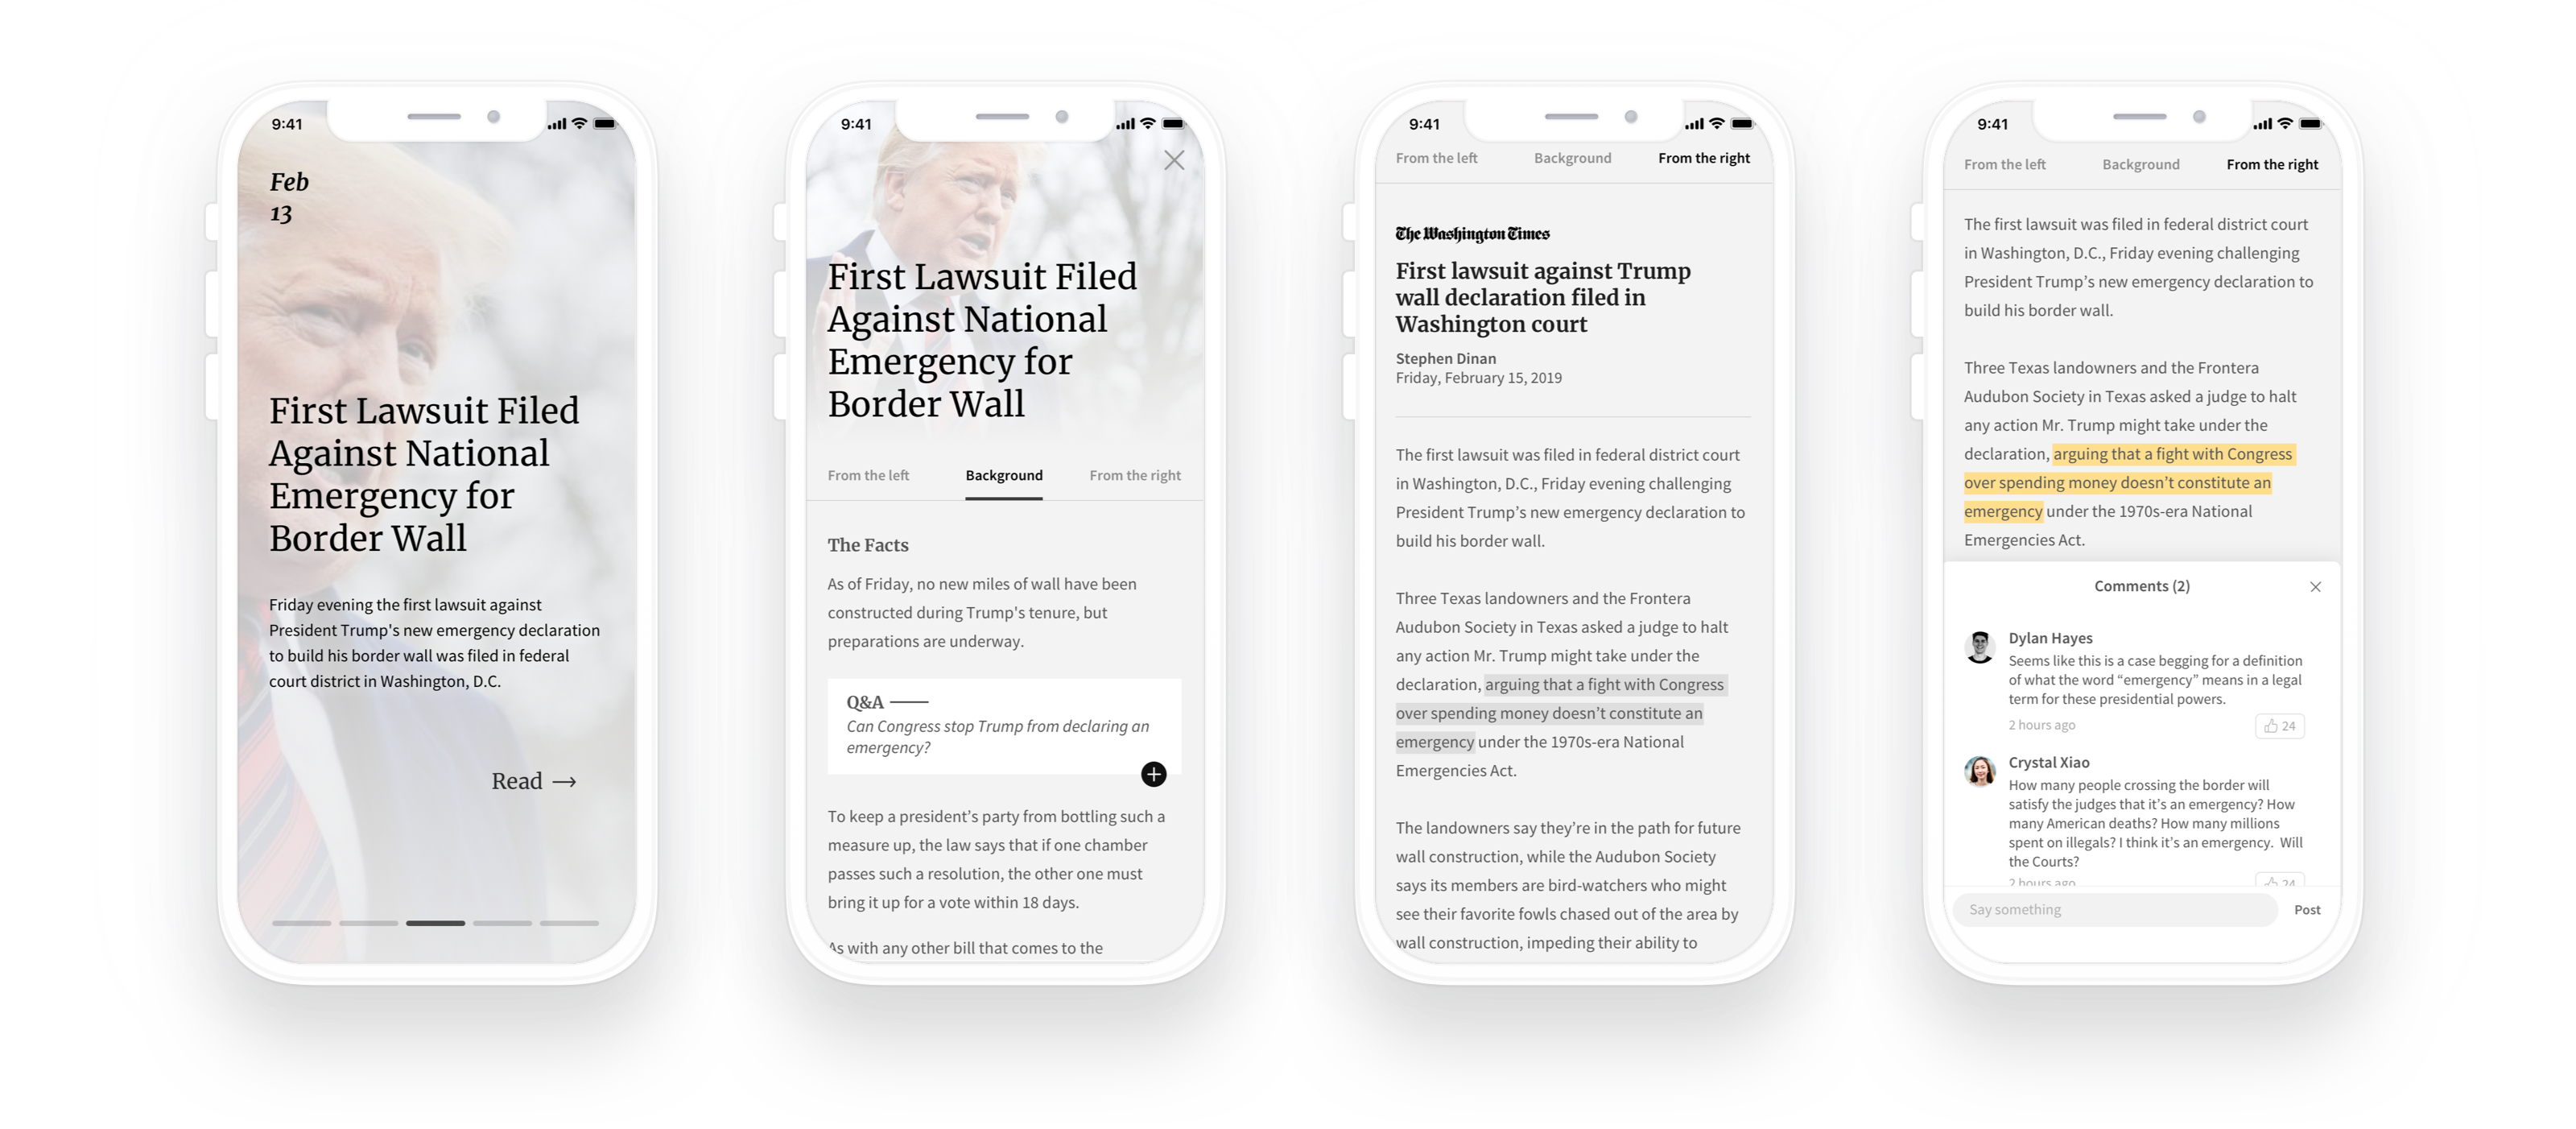 9:41
Feb
13
First Lawsuit Filed
Against National
Emergency for
Border Wall
Friday evening the first lawsuit against
President Trump's new emergency declaration
to build his border wall was filed in federal
court district in Washington, D.C.
Read →
9:41
First Lawsuit Filed
Against National
Emergency for
Border Wall
From the left Background From the right
The Facts
As of Friday, no new miles of wall have been
constructed during Trump's tenure, but
preparations are underway.
Q&A
Can Congress stop Trump from declaring an
emergency?
To keep a president’s party from bottling such a
measure up, the law says that if one chamber
passes such a resolution, the other one must
bring it up for a vote within 18 days.
As with any other bill that comes to the
9:41
From the left Background From the right
The Washington Times
First lawsuit against Trump
wall declaration filed in
Washington court
Stephen Dinan
Friday, February 15, 2019
The first lawsuit was filed in federal district court
in Washington, D.C., Friday evening challenging
President Trump’s new emergency declaration to
build his border wall.
Three Texas landowners and the Frontera
Audubon Society in Texas asked a judge to halt
any action Mr. Trump might take under the
declaration, arguing that a fight with Congress
over spending money doesn’t constitute an
emergency under the 1970s-era National
Emergencies Act.
The landowners say they’re in the path for future
wall construction, while the Audubon Society
says its members are bird-watchers who might
see their favorite fowls chased out of the area by
wall construction, impeding their ability to
9:41
From the left Background From the right
The first lawsuit was filed in federal district court
in Washington, D.C., Friday evening challenging
President Trump’s new emergency declaration to
build his border wall.
Three Texas landowners and the Frontera
Audubon Society in Texas asked a judge to halt
any action Mr. Trump might take under the
declaration, arguing that a fight with Congress
over spending money doesn’t constitute an
emergency under the 1970s-era National
Emergencies Act.
Comments (2)
Dylan Hayes
Seems like this is a case begging for a definition
of what the word “emergency” means in a legal
term for these presidential powers.
2 hours ago 24
Crystal Xiao
How many people crossing the border will
satisfy the judges that it’s an emergency? How
many American deaths? How many millions
spent on illegals? I think it’s an emergency. Will
the Courts?
2 hours ago 24
Say something Post